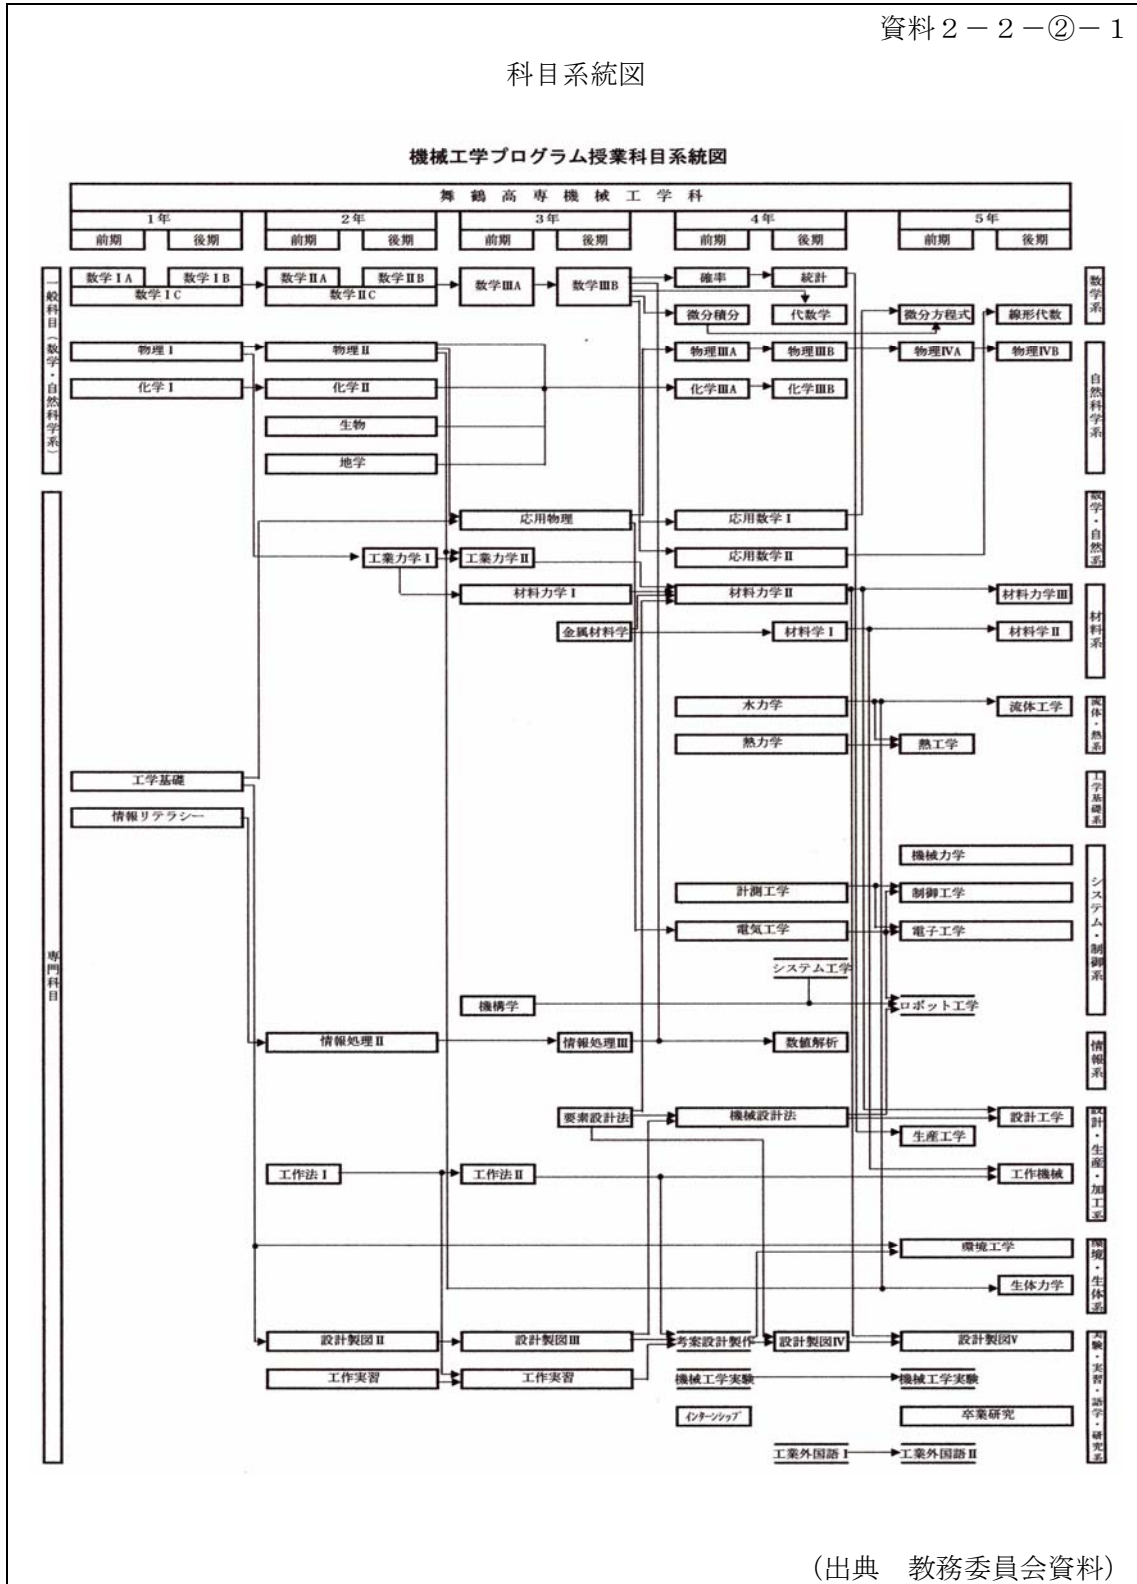 資料2-2-②-1
科目系統図
機械工学プログラム授業科目系統図
舞鶴高専機械工学科
1年 2年 3年 4年 5年
前期 後期 前期 後期 前期 後期 前期 後期 前期 後期
一般科目(数学・自然科学系)
数学ⅠA 数学ⅠB 数学ⅡA 数学ⅡB 数学ⅢA 数学ⅢB 確率 統計
数学ⅠC 数学ⅡC
微分積分 代数学 微分方程式 線形代数
数学系
物理Ⅰ 物理Ⅱ 物理ⅢA 物理ⅢB 物理ⅣA 物理ⅣB
化学Ⅰ 化学Ⅱ 化学ⅢA 化学ⅢB
生物
地学
自然科学系
専門科目
応用物理 応用数学Ⅰ
工業力学Ⅰ 工業力学Ⅱ 応用数学Ⅱ
数学・自然系
材料力学Ⅰ 材料力学Ⅱ 材料力学Ⅲ
金属材料学 材料学Ⅰ 材料学Ⅱ
材料系
水力学 流体工学
熱力学 熱工学
流体・熱系
工学基礎
情報リテラシー
工学基礎系
機械力学
計測工学 制御工学
電気工学 電子工学
システム工学
機構学 ロボット工学
システム・制御系
情報処理Ⅱ 情報処理Ⅲ 数値解析
情報系
要素設計法 機械設計法 設計工学
生産工学
工作法Ⅰ 工作法Ⅱ 工作機械
設計・生産・加工系
環境工学
生体力学
環境・生体系
設計製図Ⅱ 設計製図Ⅲ 考案設計製作 設計製図Ⅳ 設計製図Ⅴ
工作実習 工作実習 機械工学実験 機械工学実験
インターンシップ 卒業研究
工業外国語Ⅰ 工業外国語Ⅱ
実験・実習・語学・研究系
(出典 教務委員会資料)